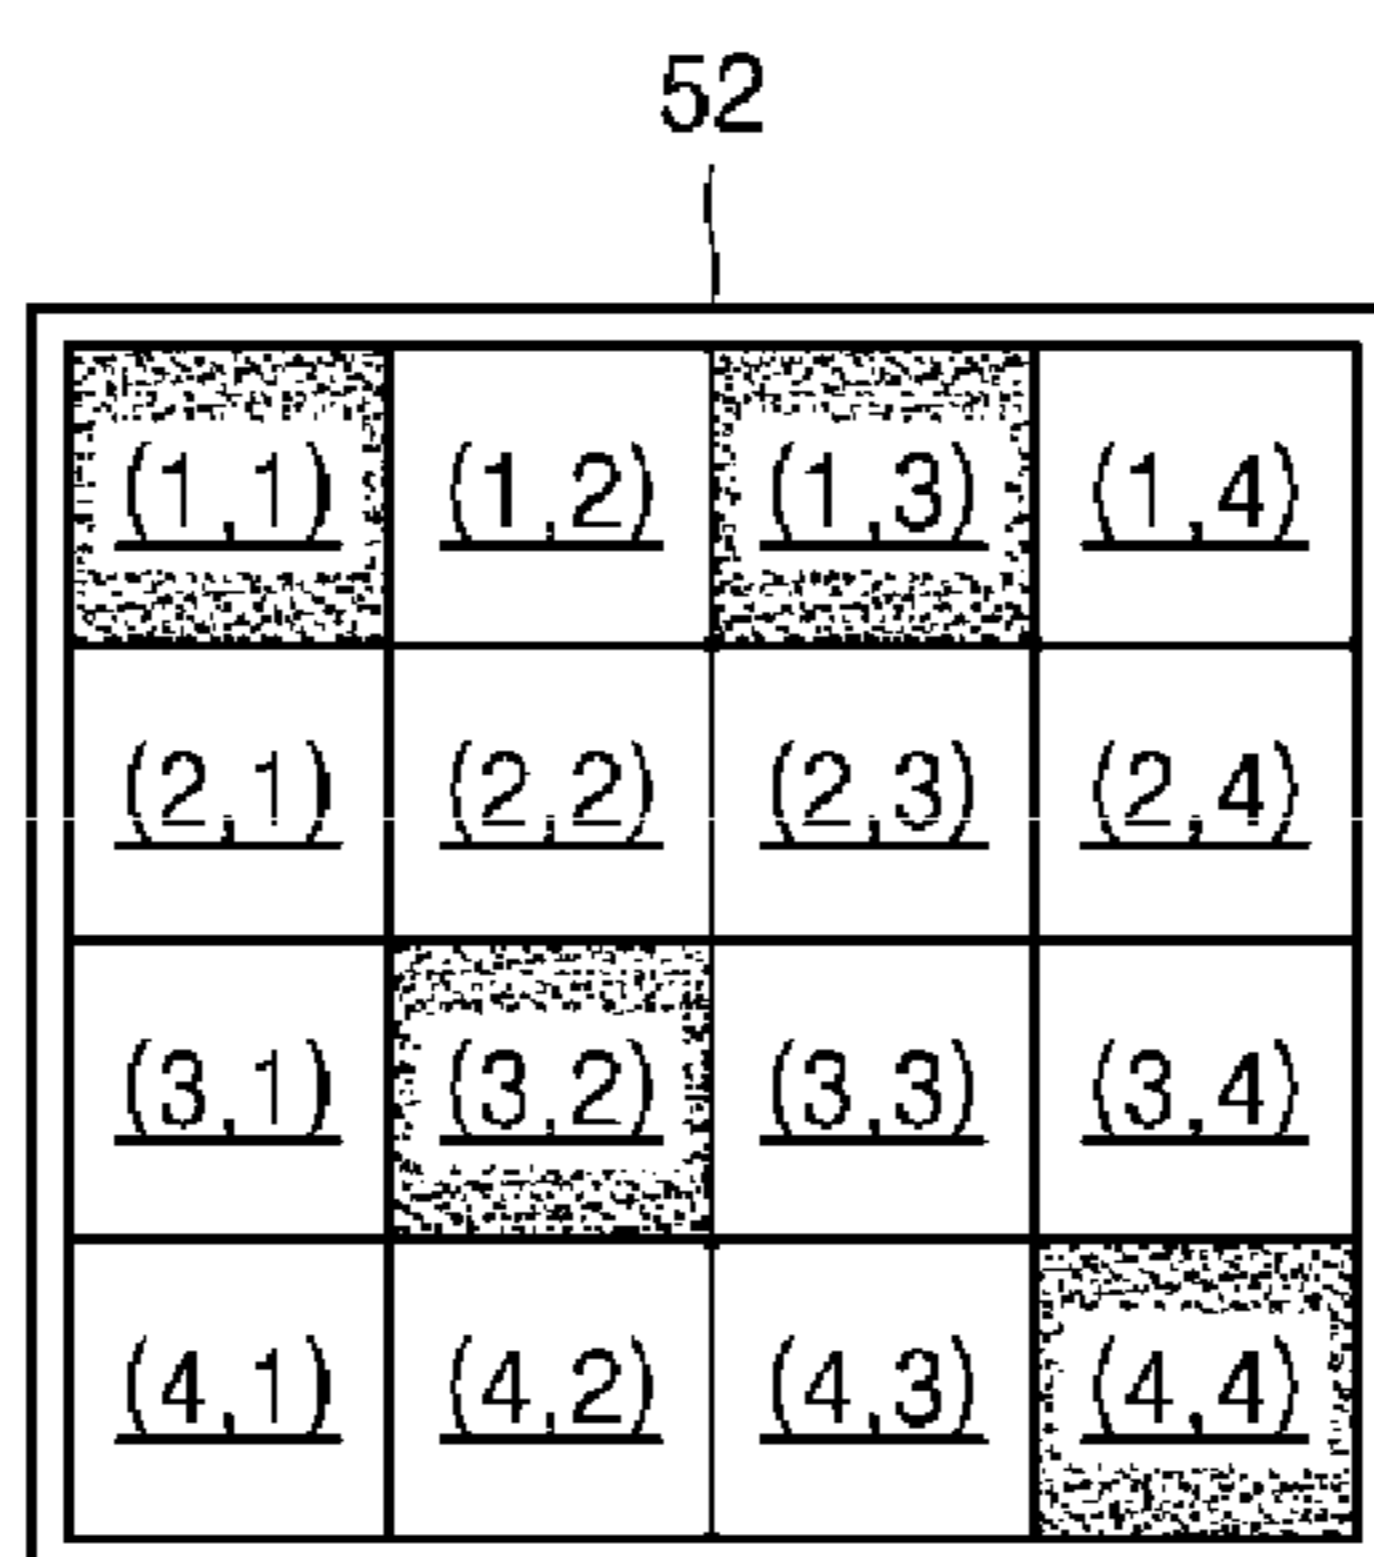 52
(1,1) (1,2) (1,3) (1,4)
(2,1) (2,2) (2,3) (2,4)
(3,1) (3,2) (3,3) (3,4)
(4,1) (4,2) (4,3) (4,4)